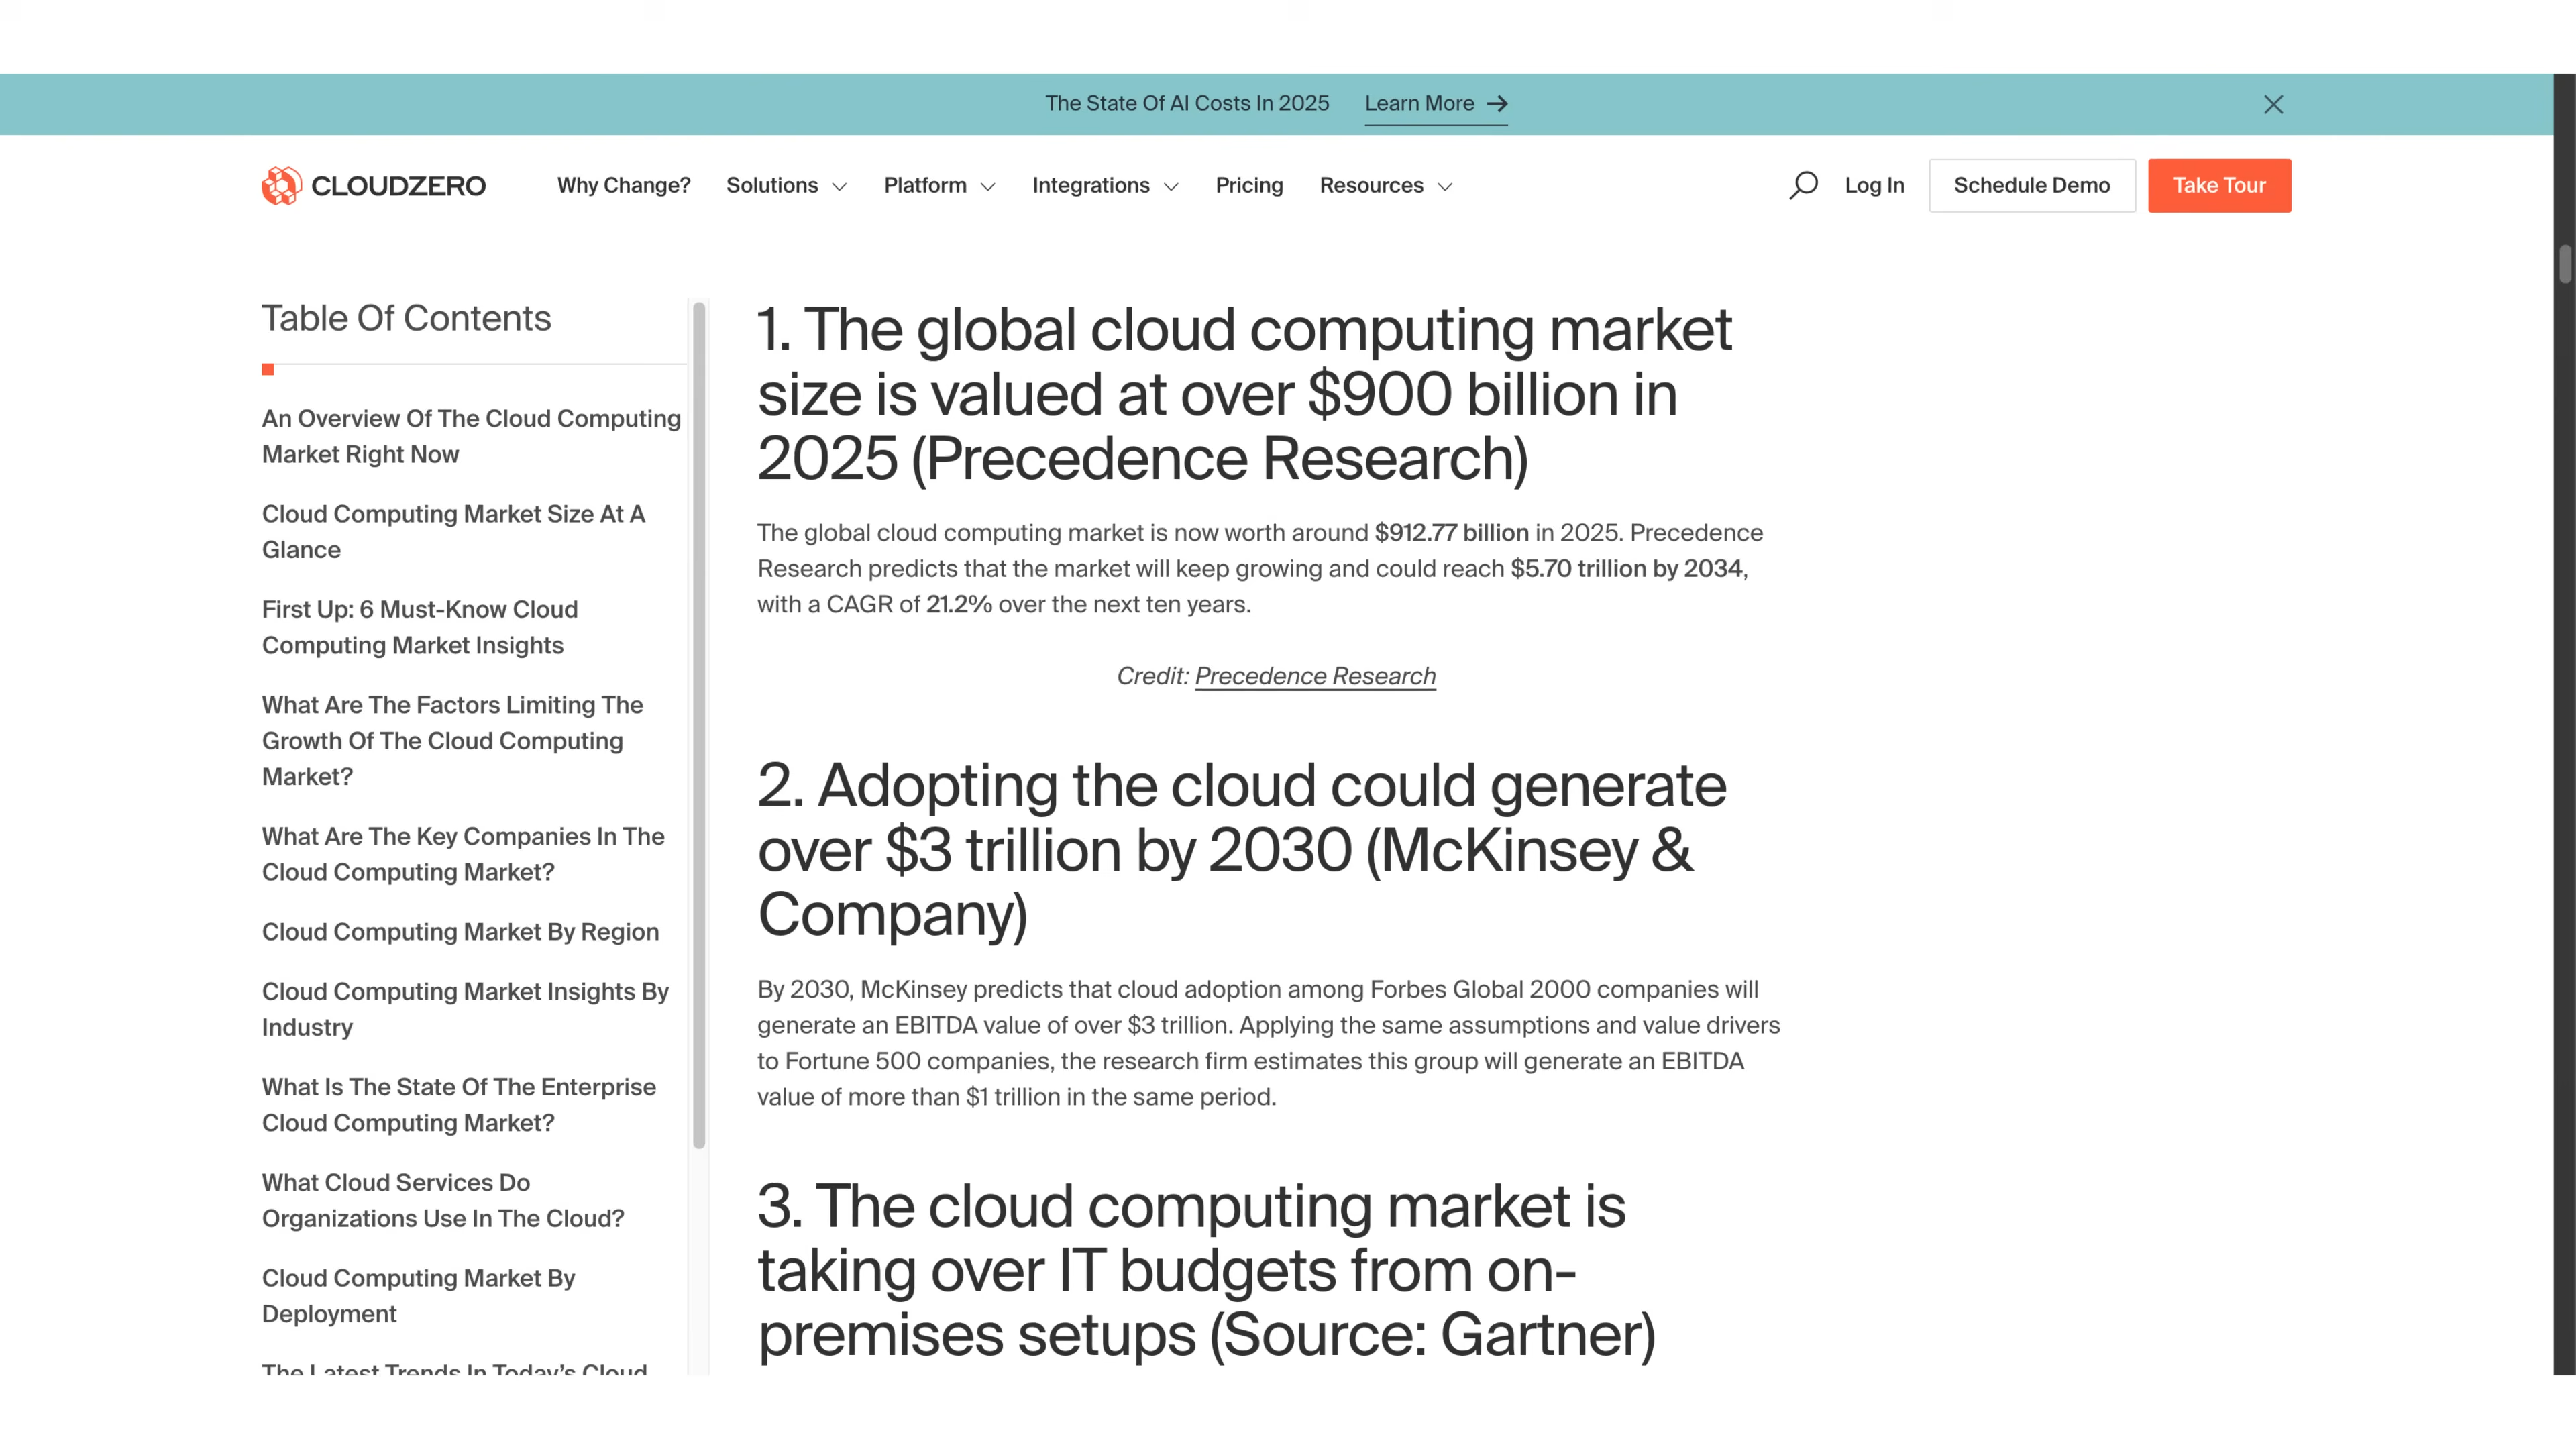 The State Of AI Costs In 2025 Learn More →
CLOUDZERO Why Change? Solutions Platform Integrations Pricing Resources Log In Schedule Demo Take Tour
Table Of Contents
An Overview Of The Cloud Computing
Market Right Now
Cloud Computing Market Size At A
Glance
First Up: 6 Must-Know Cloud
Computing Market Insights
What Are The Factors Limiting The
Growth Of The Cloud Computing
Market?
What Are The Key Companies In The
Cloud Computing Market?
Cloud Computing Market By Region
Cloud Computing Market Insights By
Industry
What Is The State Of The Enterprise
Cloud Computing Market?
What Cloud Services Do
Organizations Use In The Cloud?
Cloud Computing Market By
Deployment
The Latest Trends In Today's Cloud
1. The global cloud computing market
size is valued at over $900 billion in
2025 (Precedence Research)
The global cloud computing market is now worth around $912.77 billion in 2025. Precedence
Research predicts that the market will keep growing and could reach $5.70 trillion by 2034,
with a CAGR of 21.2% over the next ten years.
Credit: Precedence Research
2. Adopting the cloud could generate
over $3 trillion by 2030 (McKinsey &
Company)
By 2030, McKinsey predicts that cloud adoption among Forbes Global 2000 companies will
generate an EBITDA value of over $3 trillion. Applying the same assumptions and value drivers
to Fortune 500 companies, the research firm estimates this group will generate an EBITDA
value of more than $1 trillion in the same period.
3. The cloud computing market is
taking over IT budgets from on-
premises setups (Source: Gartner)